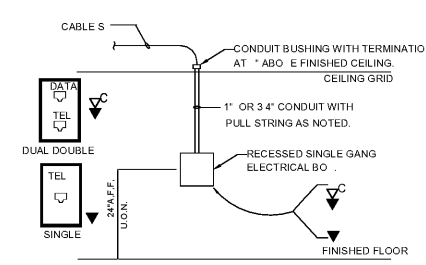 CABLE S
CONDUIT BUSHING WITH TERMINATIO
AT " ABO E FINISHED CEILING.
CEILING GRID
DATA
C
TEL
DUAL DOUBLE
1" OR 3 4" CONDUIT WITH
PULL STRING AS NOTED.
RECESSED SINGLE GANG
ELECTRICAL BO .
TEL
SINGLE
24"A.F.F.
U.O.N.
C
FINISHED FLOOR